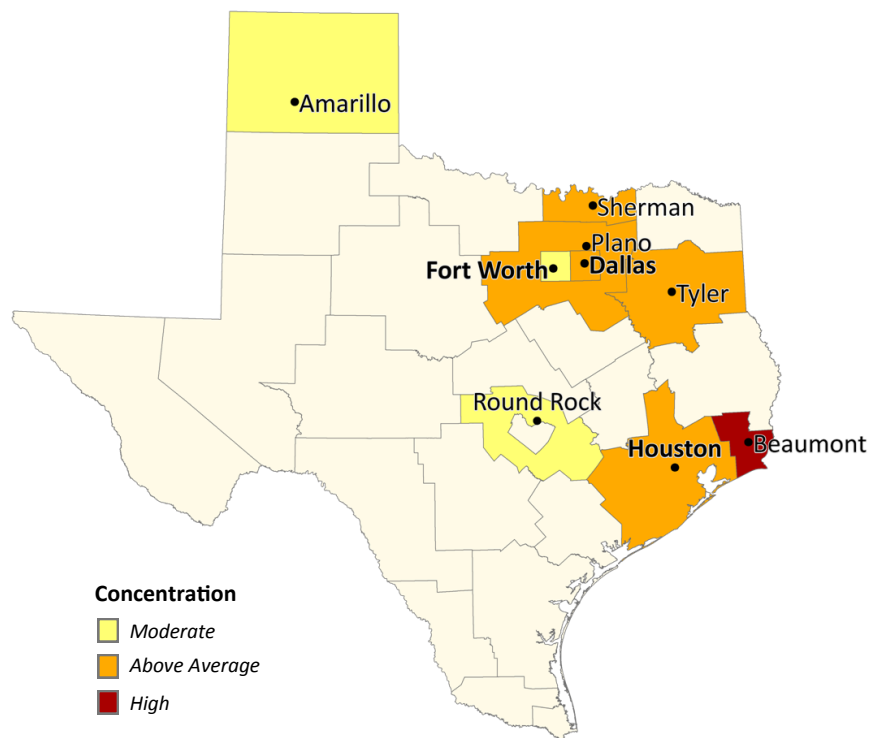 Amarillo
Sherman
Plano
Fort Worth
Dallas
Tyler
Round Rock
Houston
Beaumont
Concentration
Moderate
Above Average
High